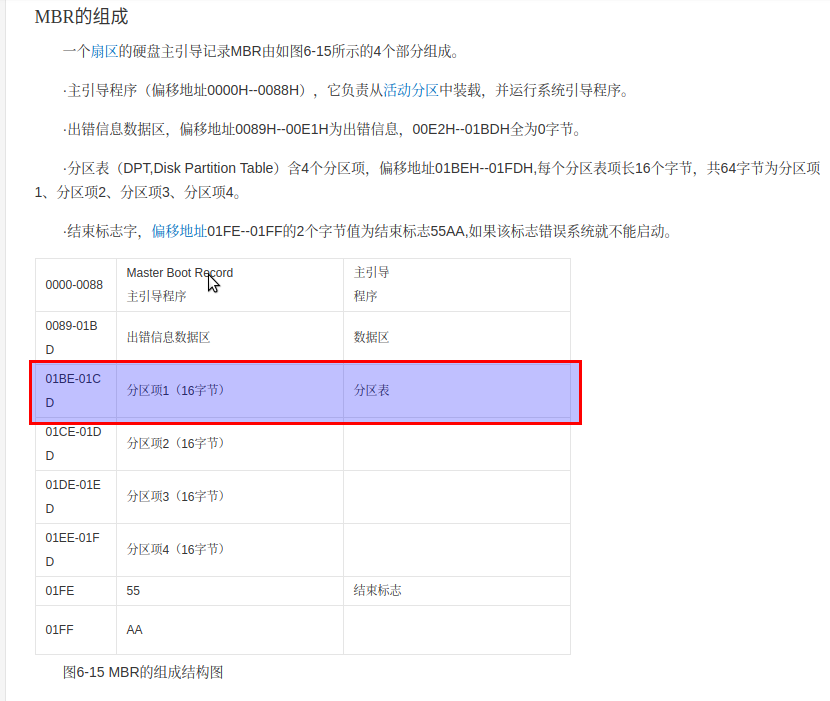 MBR的组成
一个扇区的硬盘主引导记录MBR由如图6-15所示的4个部分组成。
·主引导程序（偏移地址0000H--0088H），它负责从活动分区中装载，并运行系统引导程序。
·出错信息数据区，偏移地址0089H--00E1H为出错信息，00E2H--01BDH全为0字节。
·分区表（DPT,Disk Partition Table）含4个分区项，偏移地址01BEH--01FDH,每个分区表项长16个字节，共64字节为分区项
1、分区项2、分区项3、分区项4。
·结束标志字，偏移地址01FE--01FF的2个字节值为结束标志55AA,如果该标志错误系统就不能启动。
0000-0088
Master Boot Record
主引导程序
主引导
程序
0089-01B
D
出错信息数据区
数据区
01BE-01C
D
分区项1（16字节）
分区表
01CE-01D
D
分区项2（16字节）
01DE-01E
D
分区项3（16字节）
01EE-01F
D
分区项4（16字节）
01FE
55
结束标志
01FF
AA
图6-15 MBR的组成结构图